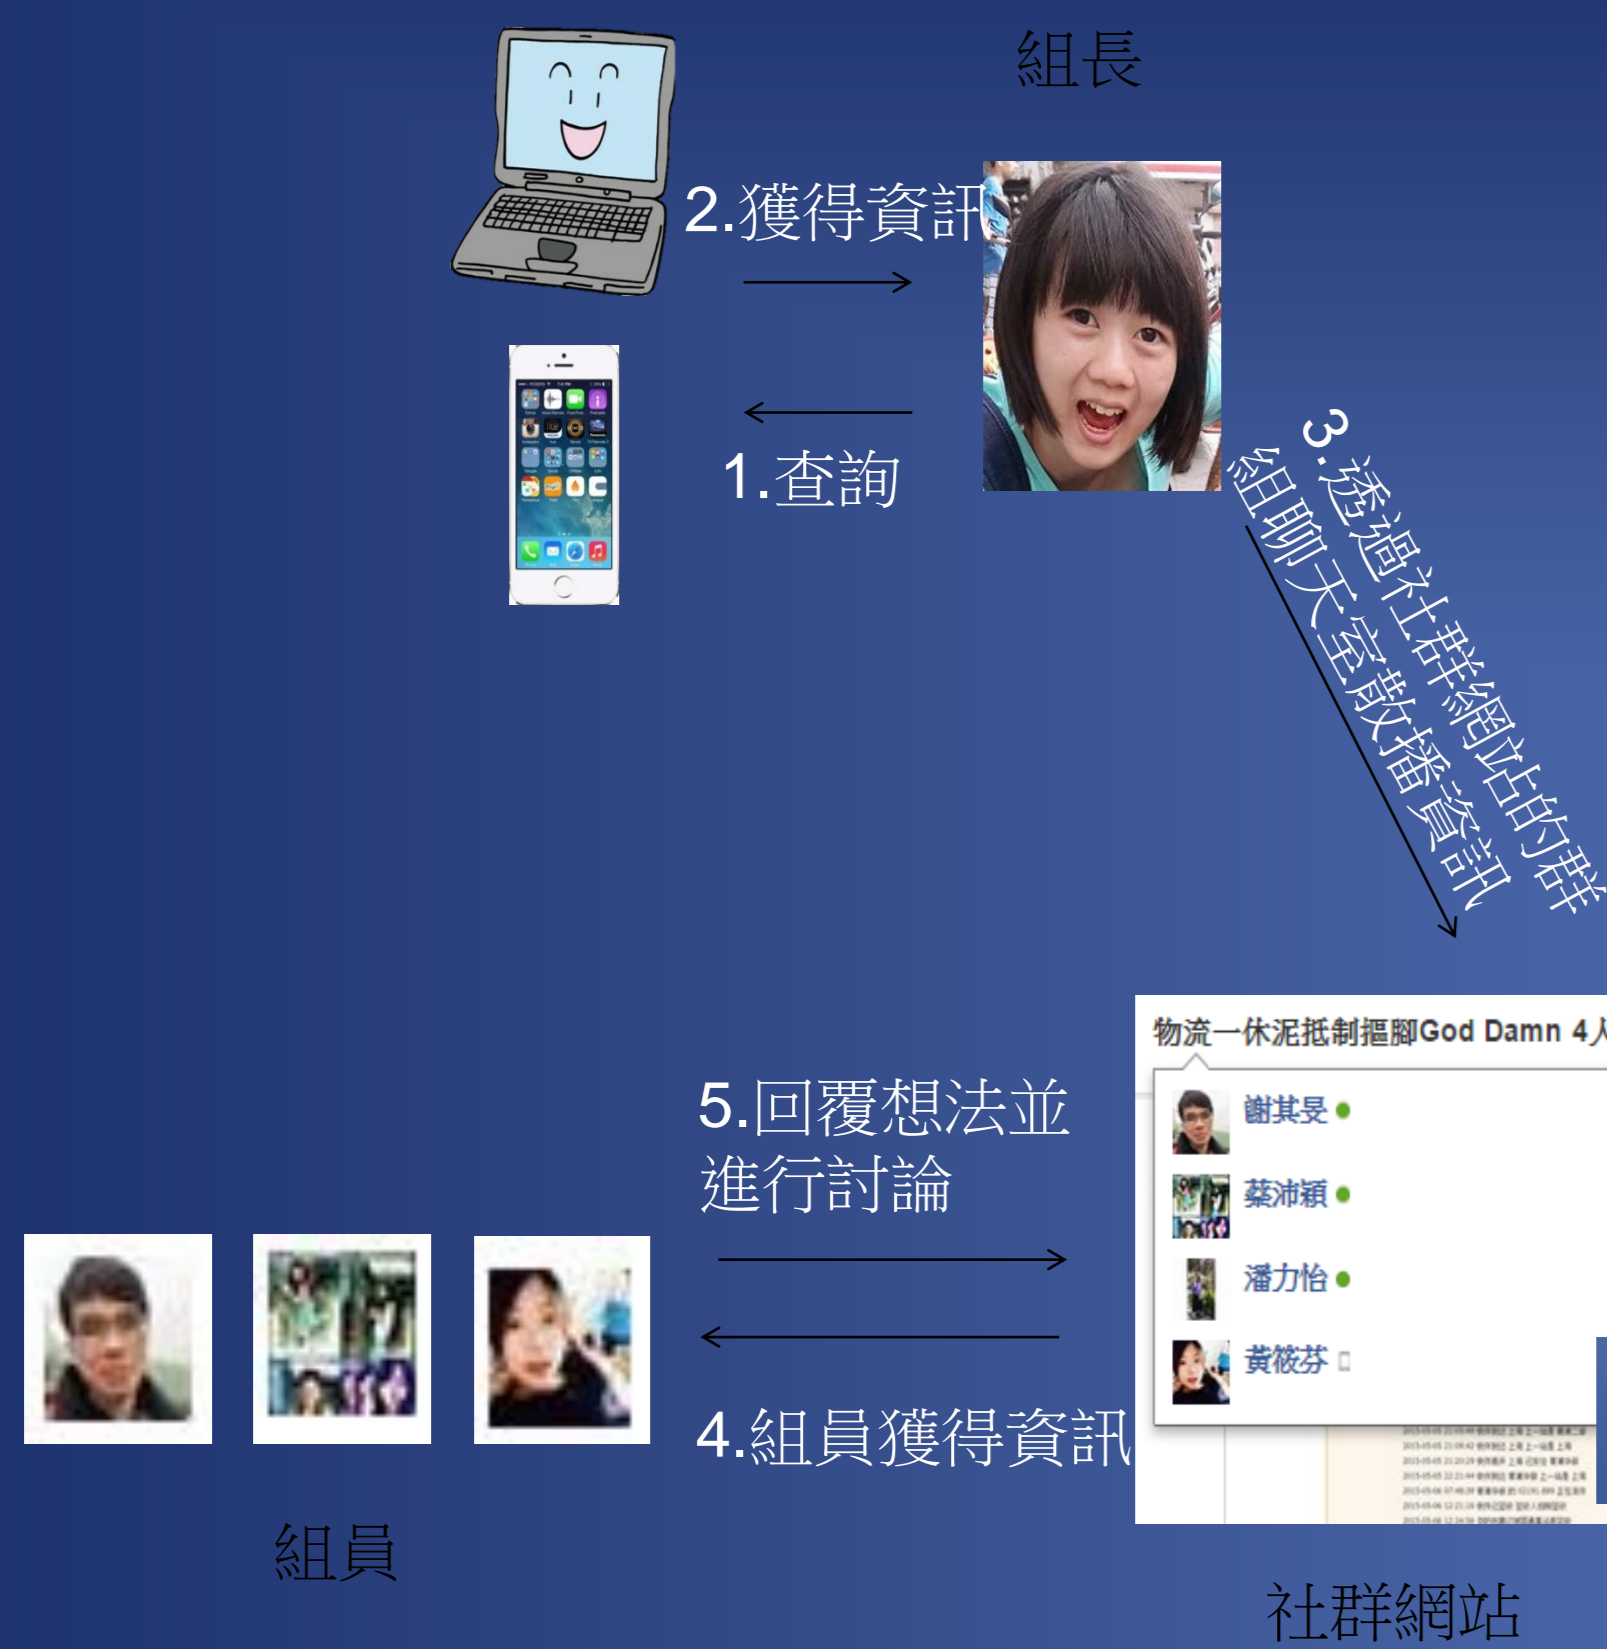 組長
2.獲得資訊
1.查詢
3.透過社群網站的群
組聊天室散播資訊
物流一休泥抵制摳腳God Damn 4人
謝其旻
蔡沛穎
潘力怡
黃筱芬
5.回覆想法並
進行討論
4.組員獲得資訊
組員
社群網站